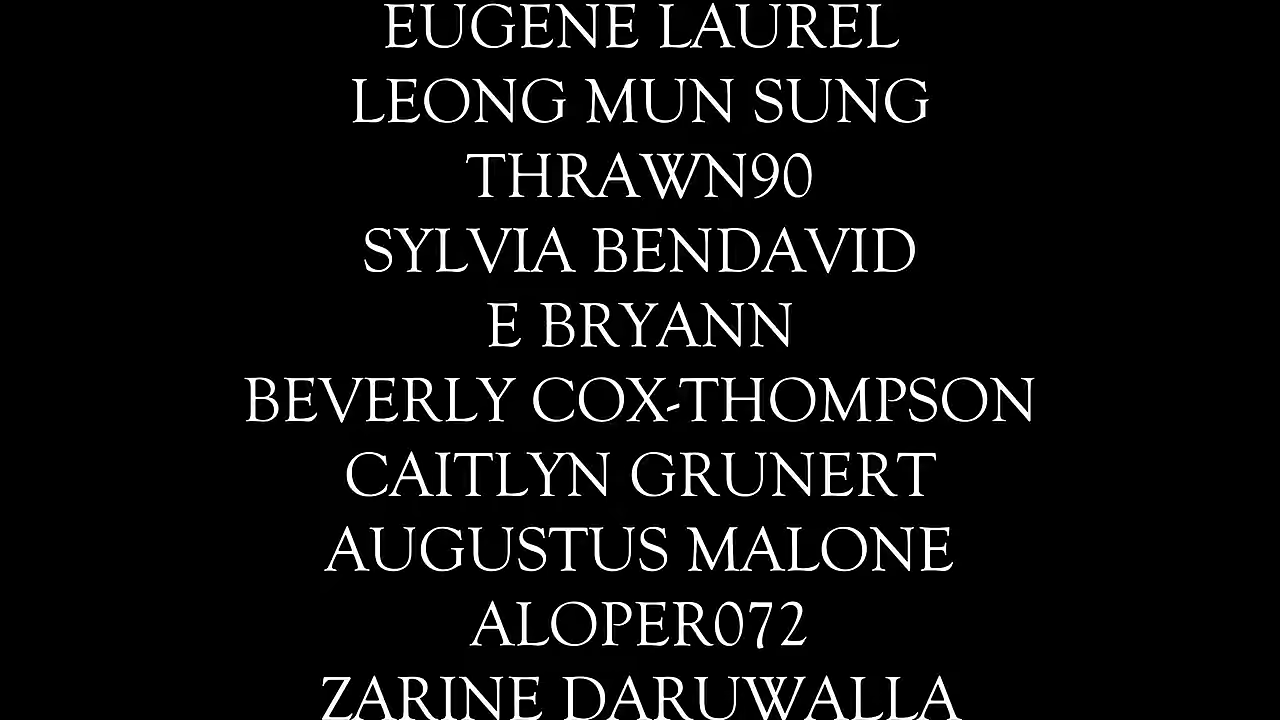 EUGENE LAUREL
LEONG MUN SUNG
THRAWN90
SYLVIA BENDAVID
E BRYANN
BEVERLY COX-THOMPSON
CAITLYN GRUNERT
AUGUSTUS MALONE
ALOPER072
ZARINE DARUWALLA